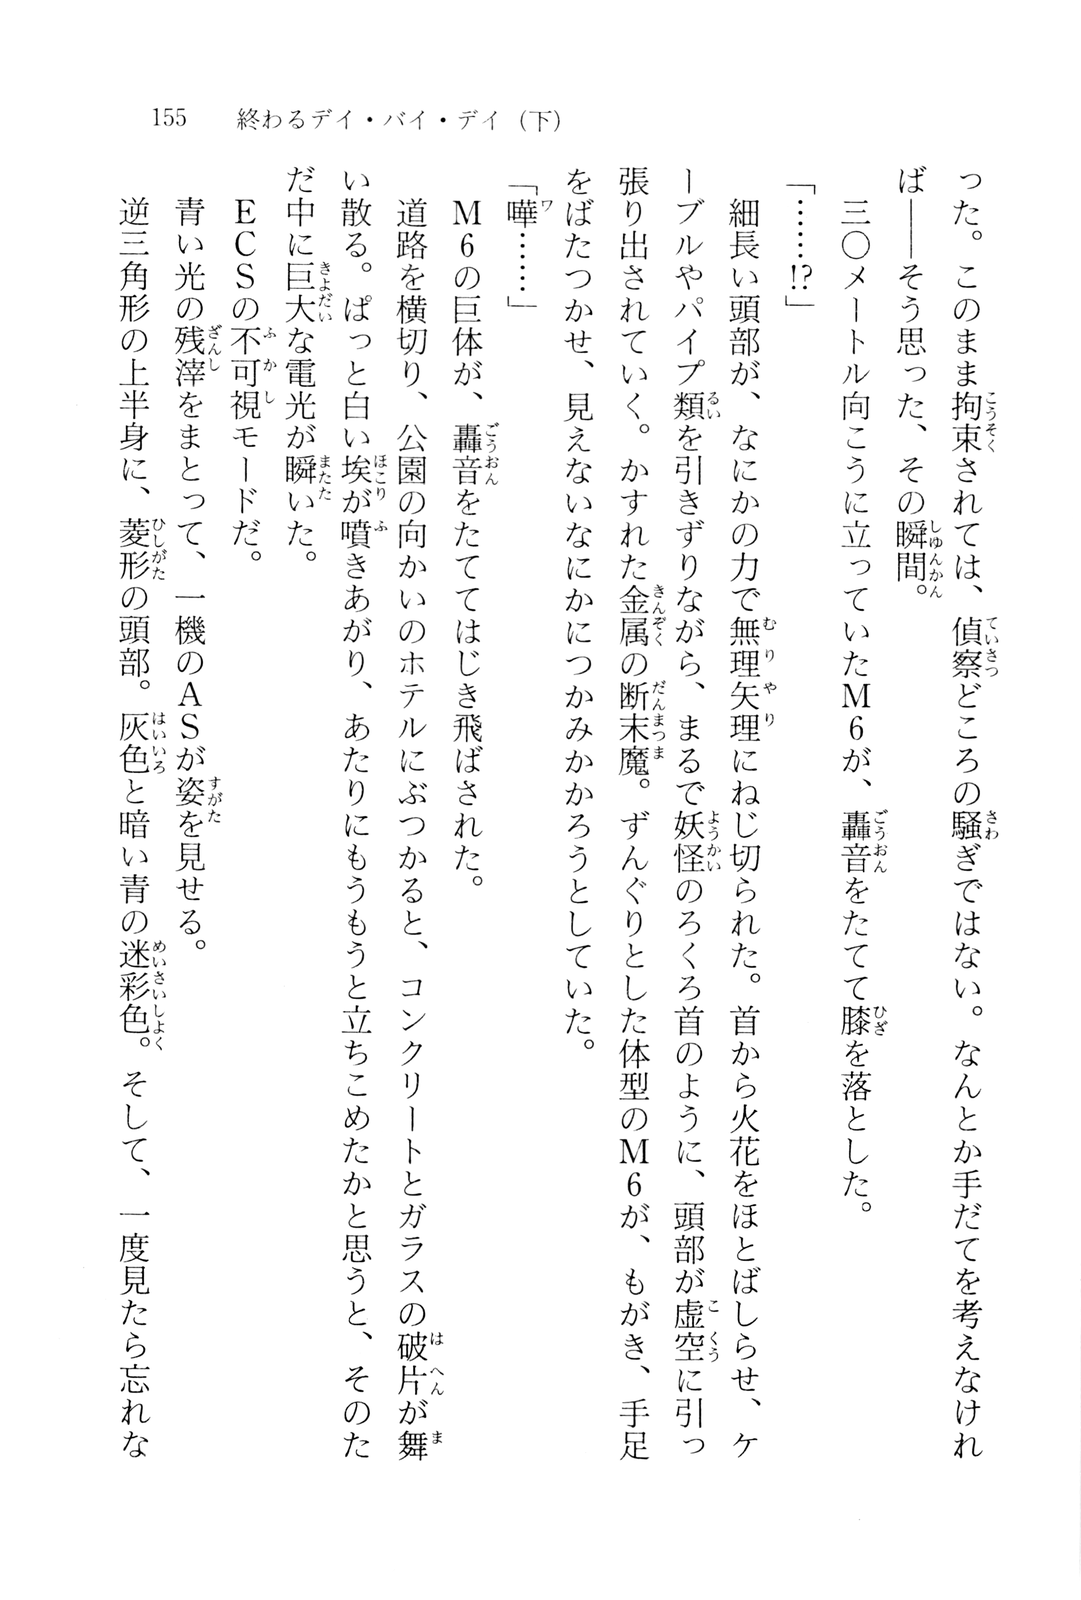 155　終わるデイ・バイ・デイ（下）
った。このまま拘束されては、偵察どころの騒ぎではない。なんとか手だてを考えなけれ
ば――そう思った、その瞬間。
　三〇メートル向こうに立っていたM6が、轟音をたてて膝を落とした。
「……!?」
　細長い頭部が、なにかの力で無理矢理にねじ切られた。首から火花をほとばしらせ、ケ
ーブルやパイプ類を引きずりながら、まるで妖怪のろくろ首のように、頭部が虚空に引っ
張り出されていく。かすれた金属の断末魔。ずんぐりとした体型のM6が、もがき、手足
をばたつかせ、見えないなにかにつかみかかろうとしていた。
「嘩……」
　M6の巨体が、轟音をたててはじき飛ばされた。
　道路を横切り、公園の向かいのホテルにぶつかると、コンクリートとガラスの破片が舞
い散る。ぱっと白い埃が噴きあがり、あたりにもうもうと立ちこめたかと思うと、そのた
だ中に巨大な電光が瞬いた。
　ECSの不可視モードだ。
　青い光の残滓をまとって、一機のASが姿を見せる。
　逆三角形の上半身に、菱形の頭部。灰色と暗い青の迷彩色。そして、一度見たら忘れな